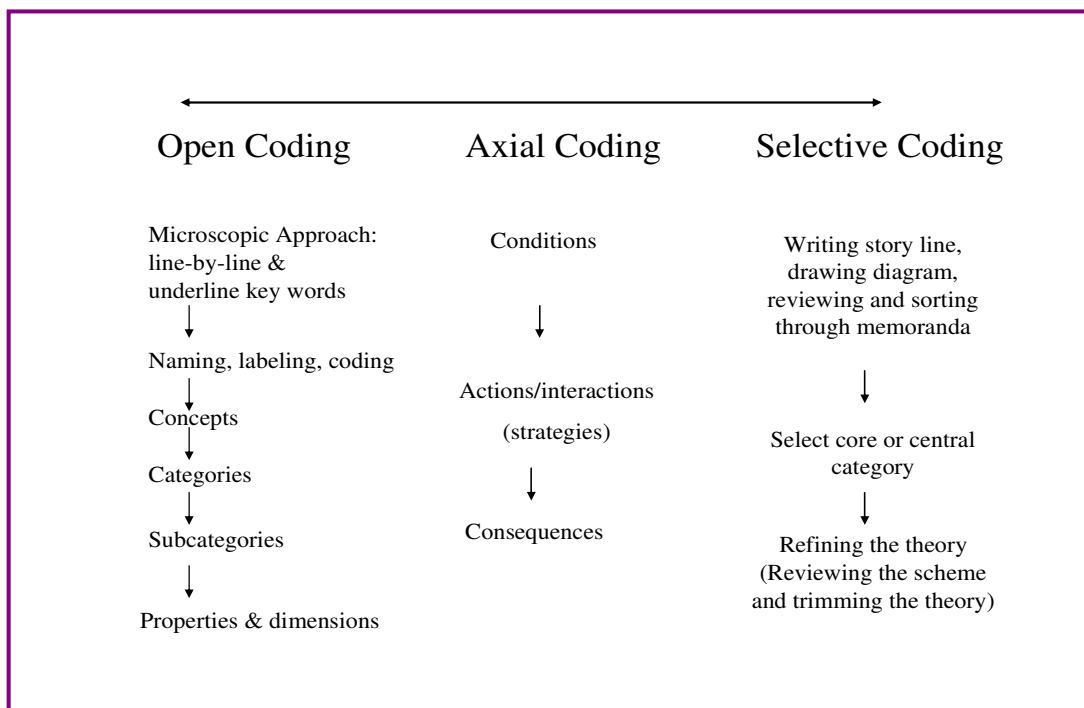 Open Coding
Axial Coding
Selective Coding
Microscopic Approach:
line-by-line &
underline key words
Naming, labeling, coding
Concepts
Categories
Subcategories
Properties & dimensions
Conditions
Actions/interactions
(strategies)
Consequences
Writing story line,
drawing diagram,
reviewing and sorting
through memoranda
Select core or central
category
Refining the theory
(Reviewing the scheme
and trimming the theory)